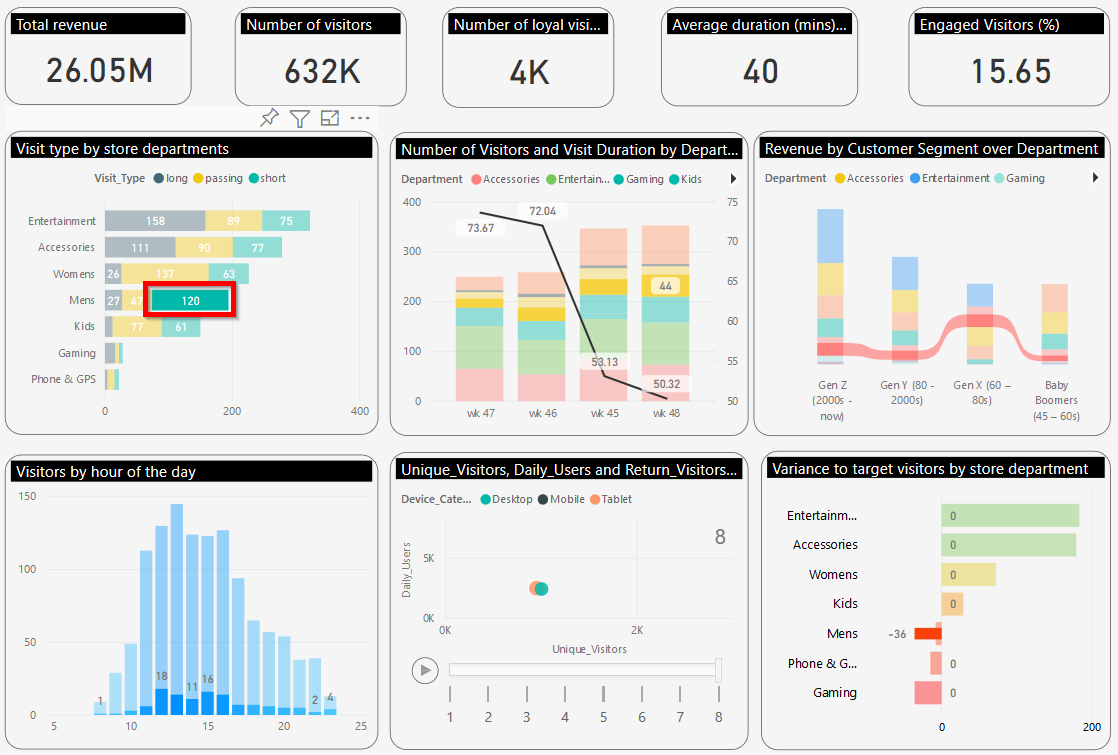 Total revenue
26.05M
Number of visitors
632K
Number of loyal visi...
4K
Average duration (mins)...
40
Engaged Visitors (%)
15.65
Visit type by store departments
Visit_Type long passing short
Entertainment 158 89 75
Accessories 111 90 77
Womens 26 137 63
Mens 27 47 120
Kids 77 61
Gaming
Phone & GPS
0 200 400
Number of Visitors and Visit Duration by Depart...
Department Accessories Entertain... Gaming Kids
400 75
70
300
65
200
60
100
55
0 50
73.67
72.04
53.13
50.32
44
wk 47 wk 46 wk 45 wk 48
Revenue by Customer Segment over Department
Department Accessories Entertainment Gaming
Gen Z
(2000s -
now)
Gen Y (80 -
2000s)
Gen X (60 –
80s)
Baby
Boomers
(45 – 60s)
Visitors by hour of the day
150
100
50
0
1 18 11 16 2 4
5 10 15 20 25
Unique_Visitors, Daily_Users and Return_Visitors...
Device_Cate... Desktop Mobile Tablet
8
Daily_Users
5K
0K
0K 2K
Unique_Visitors
1 2 3 4 5 6 7 8
Variance to target visitors by store department
Entertainm... 0
Accessories 0
Womens 0
Kids 0
Mens -36
Phone & G... 0
Gaming 0
0 200